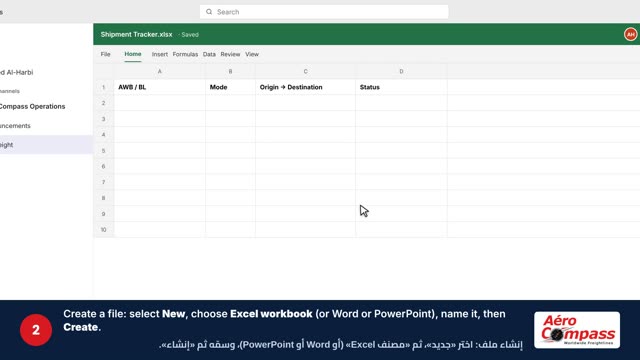 s
Search
Shipment Tracker.xlsx · Saved
AH
File Home Insert Formulas Data Review View
ed Al-Harbi
hannels
Compass Operations
uncements
eight
A B C D
1 AWB / BL Mode Origin → Destination Status
2
3
4
5
6
7
8
9
10
2
Create a file: select New, choose Excel workbook (or Word or PowerPoint), name it, then
Create.
إنشاء ملف: اختر «جديد»، ثم «مصنف Excel» (أو Word أو PowerPoint)، وسمّه ثم «إنشاء».
Aéro
Compass
Worldwide Freightlines